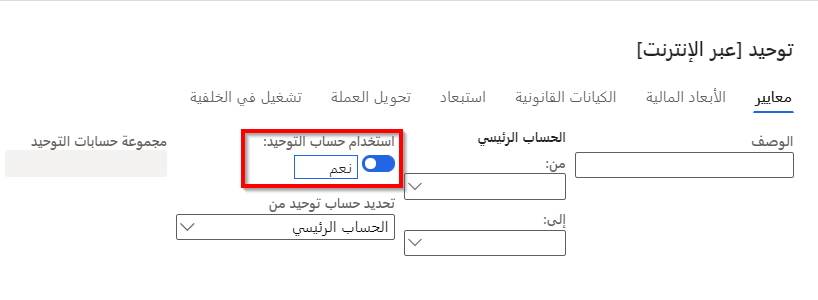 توحيد [عبر الإنترنت]
معايير
الأبعاد المالية
الكيانات القانونية
استبعاد
تحويل العملة
تشغيل في الخلفية
الوصف
الحساب الرئيسي
من:
إلى:
استخدام حساب التوحيد:
نعم
تحديد حساب توحيد من
الحساب الرئيسي
مجموعة حسابات التوحيد